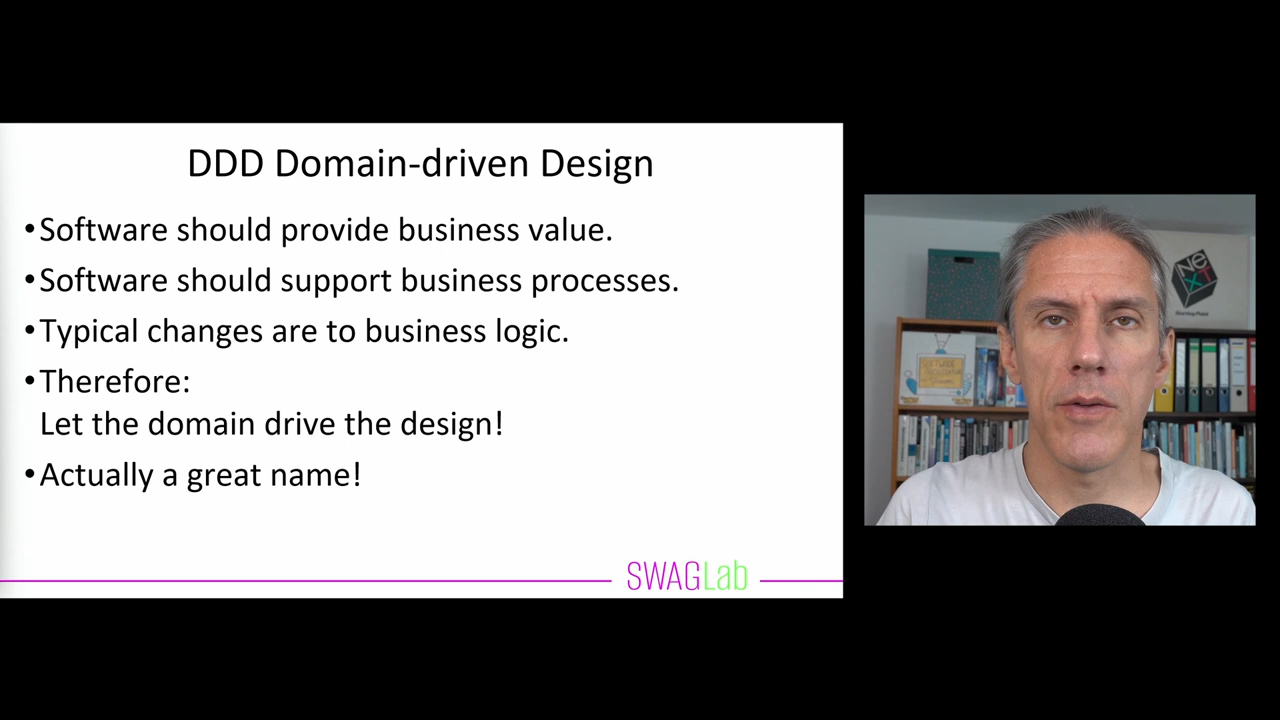 DDD Domain-driven Design
•Software should provide business value.
•Software should support business processes.
•Typical changes are to business logic.
•Therefore:
Let the domain drive the design!
•Actually a great name!
SWAGLab
NeXT